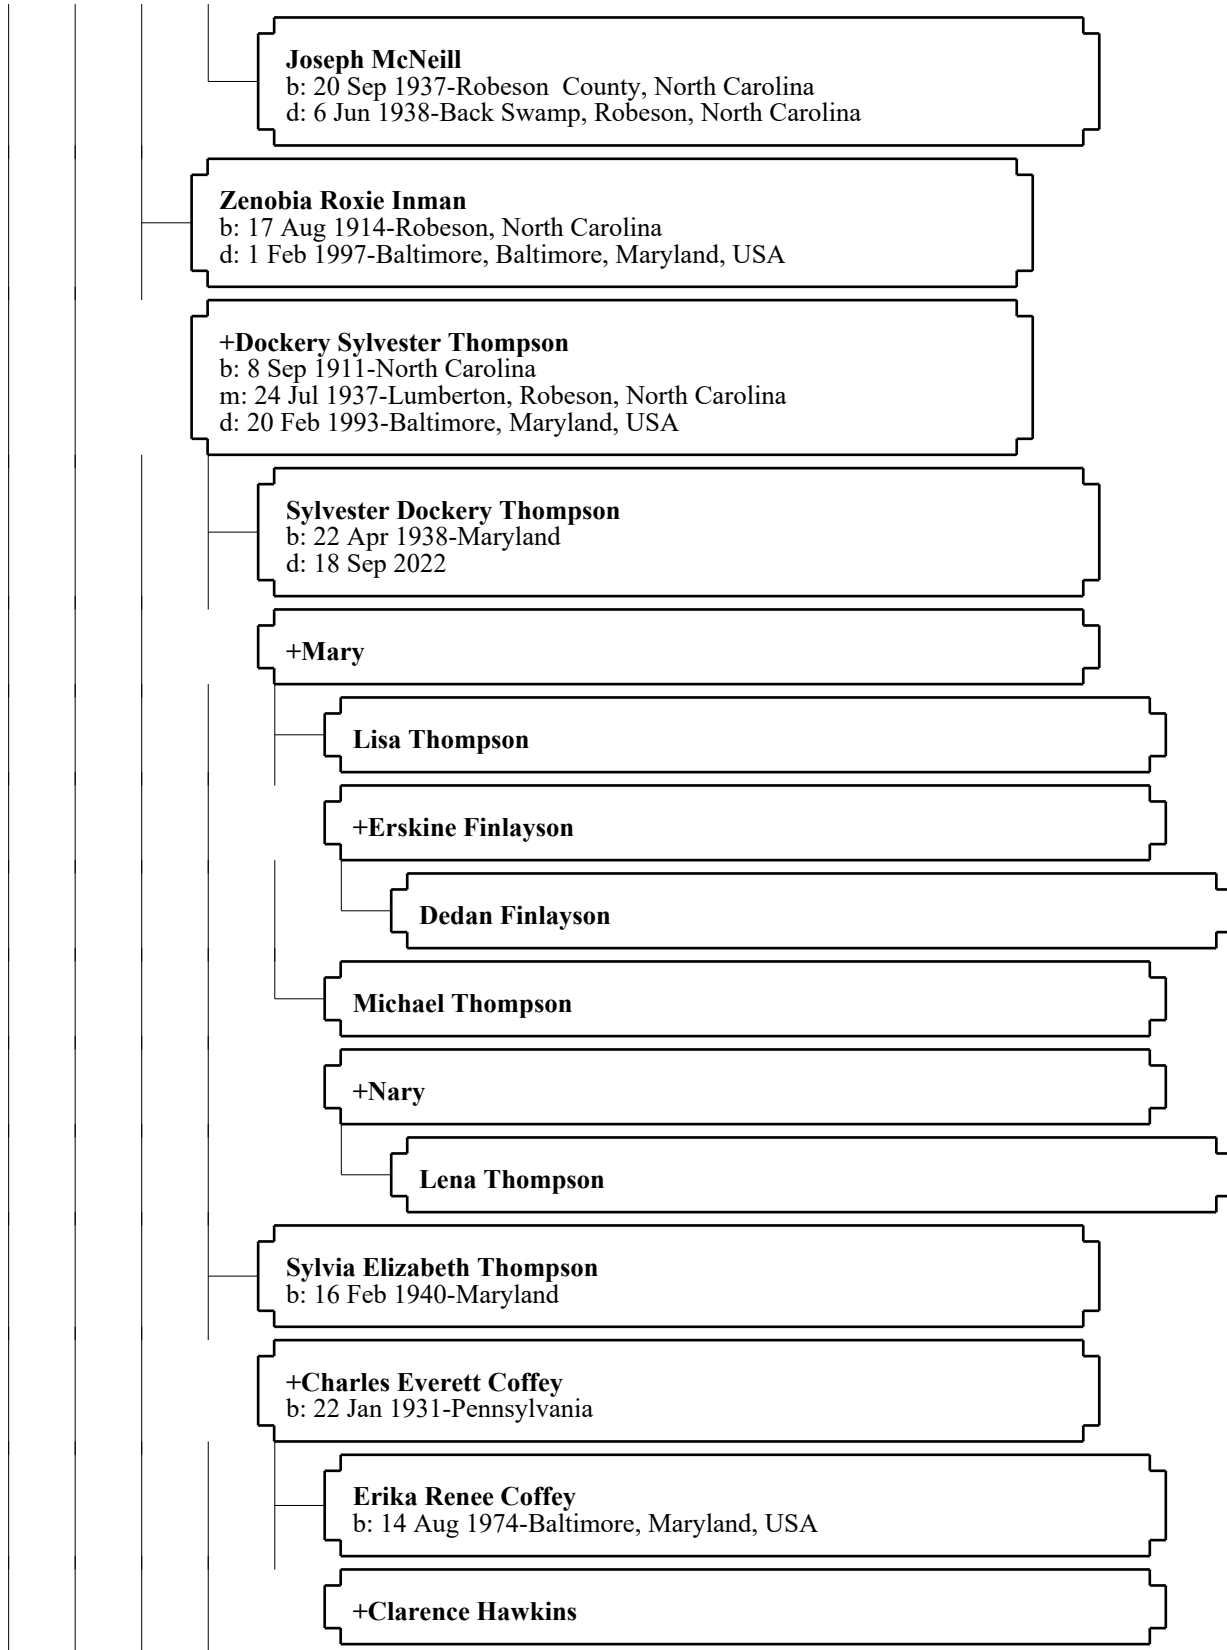 Joseph McNeill
b: 20 Sep 1937-Robeson  County, North Carolina
d: 6 Jun 1938-Back Swamp, Robeson, North Carolina
Zenobia Roxie Inman
b: 17 Aug 1914-Robeson, North Carolina
d: 1 Feb 1997-Baltimore, Baltimore, Maryland, USA
+Dockery Sylvester Thompson
b: 8 Sep 1911-North Carolina
m: 24 Jul 1937-Lumberton, Robeson, North Carolina
d: 20 Feb 1993-Baltimore, Maryland, USA
Sylvester Dockery Thompson
b: 22 Apr 1938-Maryland
d: 18 Sep 2022
+Mary
Lisa Thompson
+Erskine Finlayson
Dedan Finlayson
Michael Thompson
+Nary
Lena Thompson
Sylvia Elizabeth Thompson
b: 16 Feb 1940-Maryland
+Charles Everett Coffey
b: 22 Jan 1931-Pennsylvania
Erika Renee Coffey
b: 14 Aug 1974-Baltimore, Maryland, USA
+Clarence Hawkins